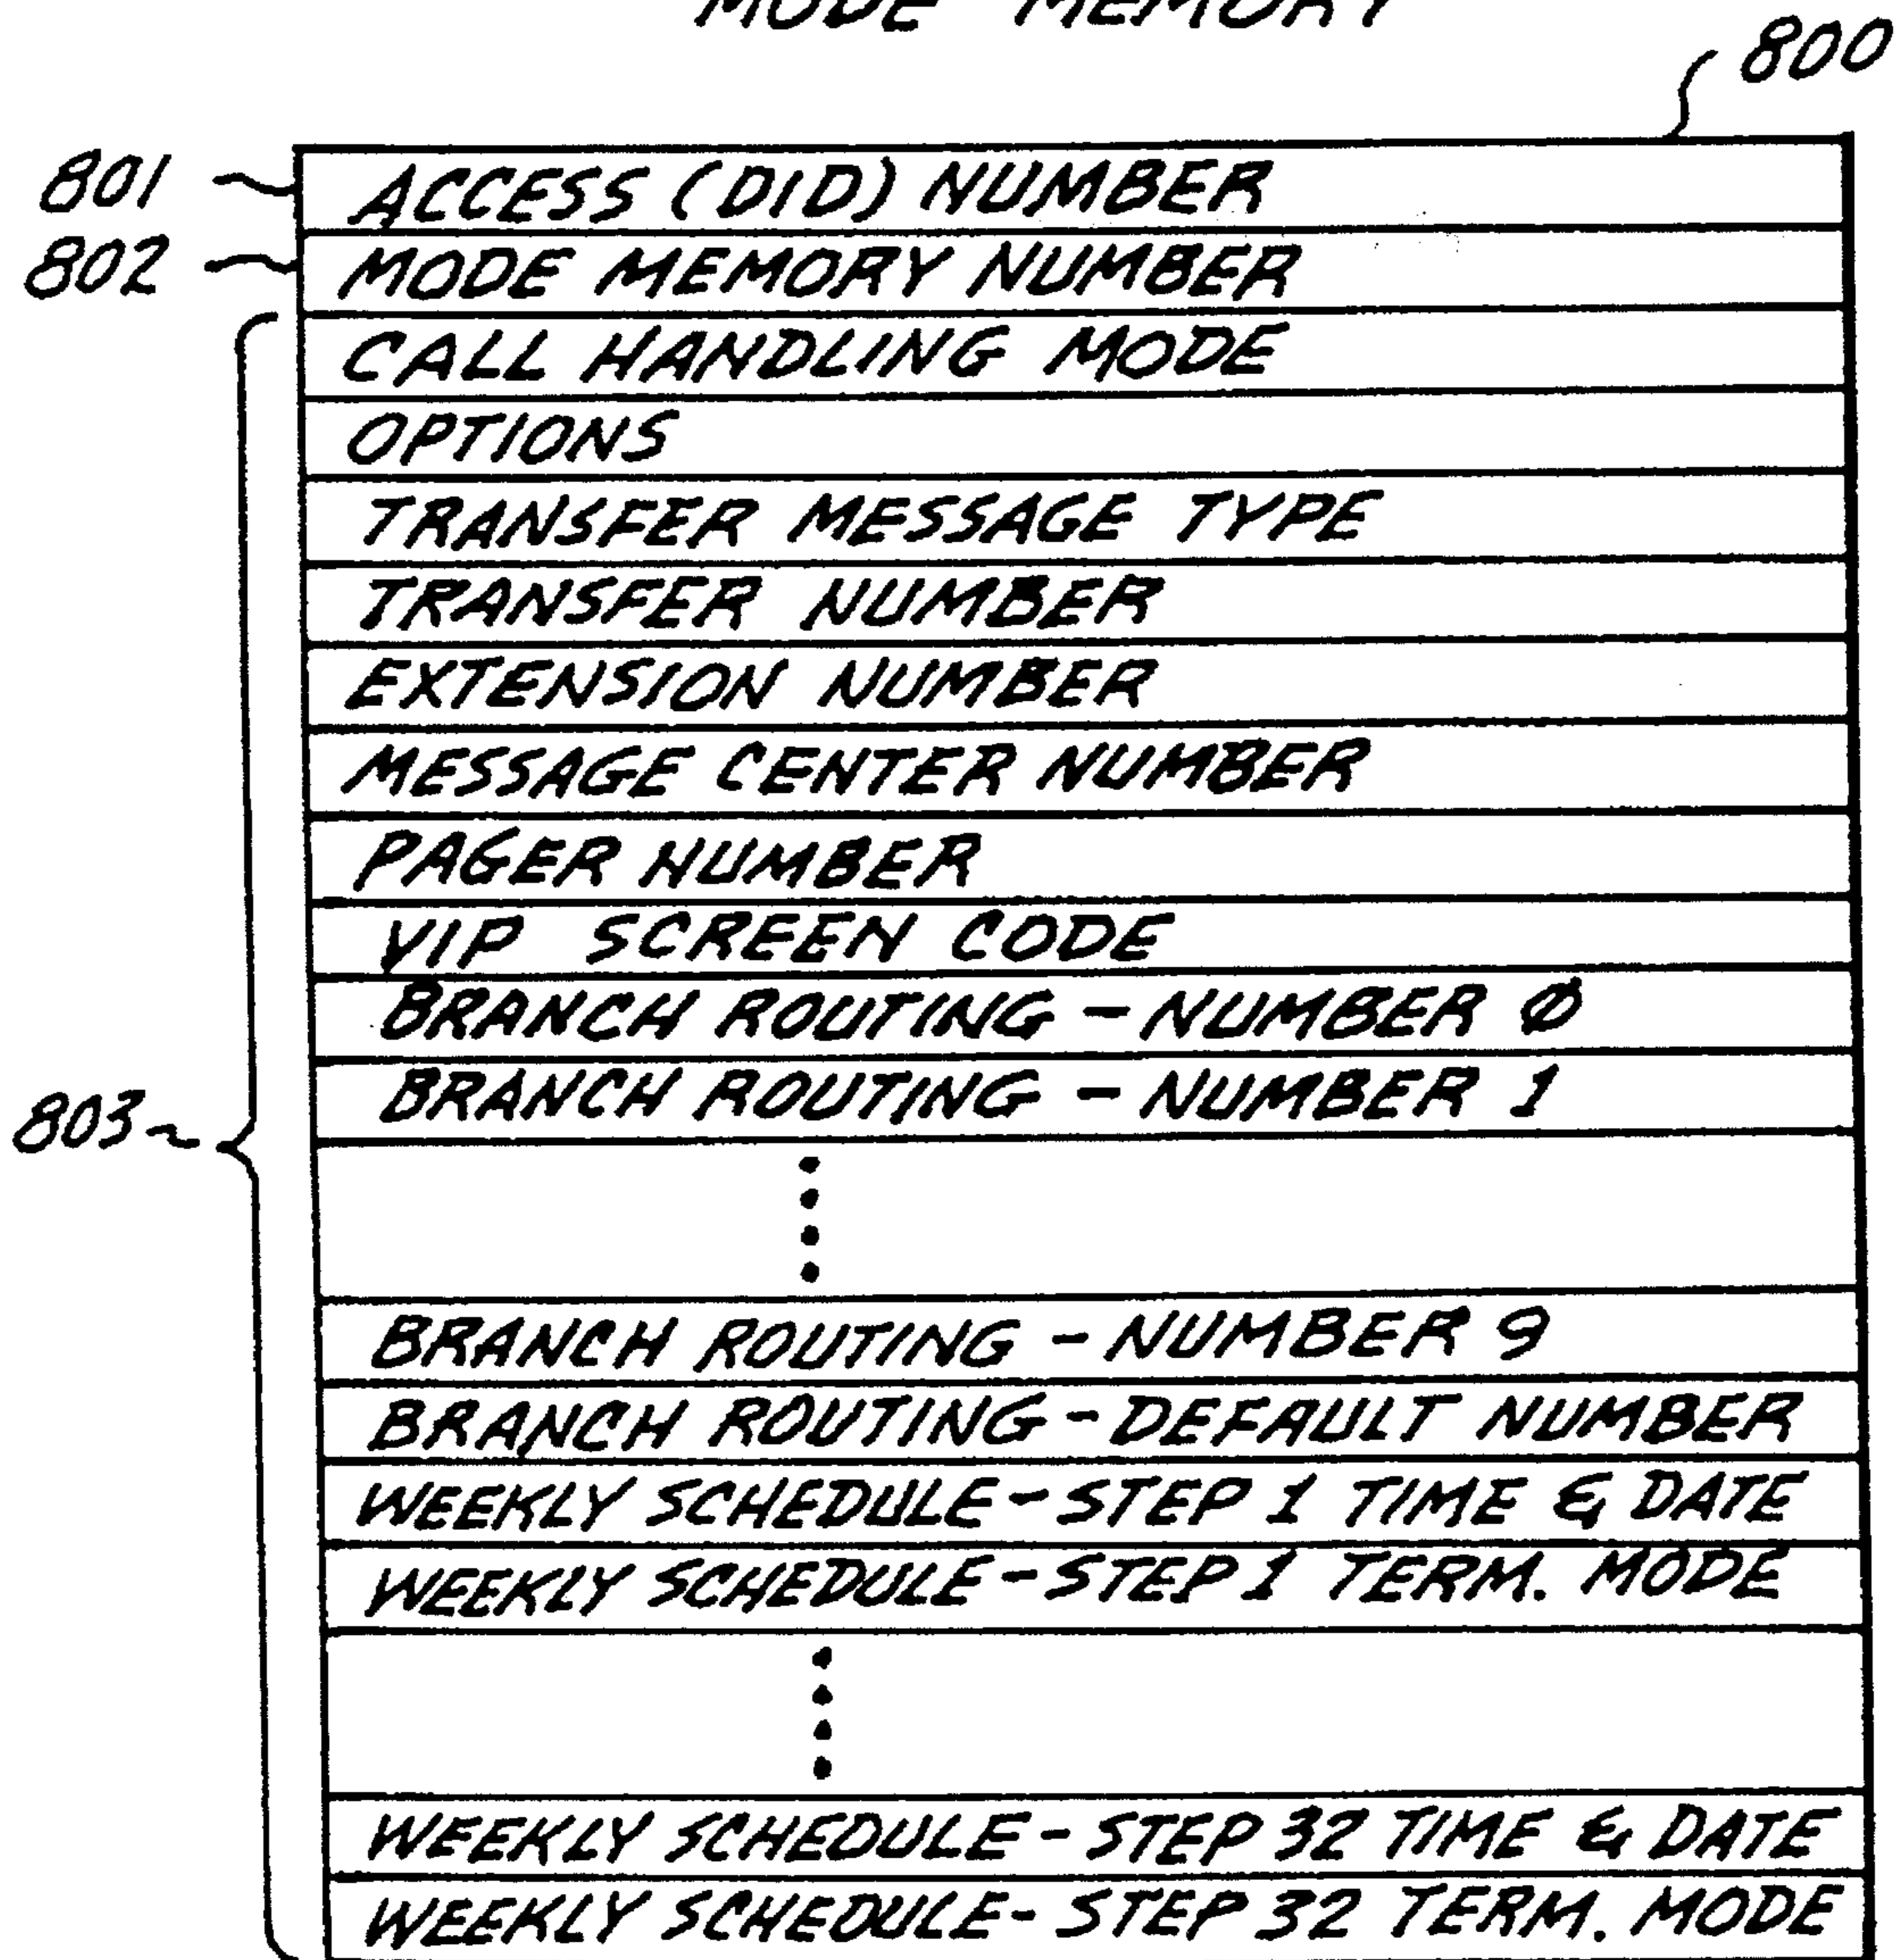 MODE MEMORY
800
801 ACCESS (DID) NUMBER
802 MODE MEMORY NUMBER
CALL HANDLING MODE
OPTIONS
TRANSFER MESSAGE TYPE
TRANSFER NUMBER
EXTENSION NUMBER
MESSAGE CENTER NUMBER
PAGER NUMBER
VIP SCREEN CODE
BRANCH ROUTING - NUMBER Ø
803 BRANCH ROUTING - NUMBER 1
BRANCH ROUTING - NUMBER 9
BRANCH ROUTING - DEFAULT NUMBER
WEEKLY SCHEDULE - STEP 1 TIME & DATE
WEEKLY SCHEDULE - STEP 1 TERM. MODE
WEEKLY SCHEDULE - STEP 32 TIME & DATE
WEEKLY SCHEDULE - STEP 32 TERM. MODE